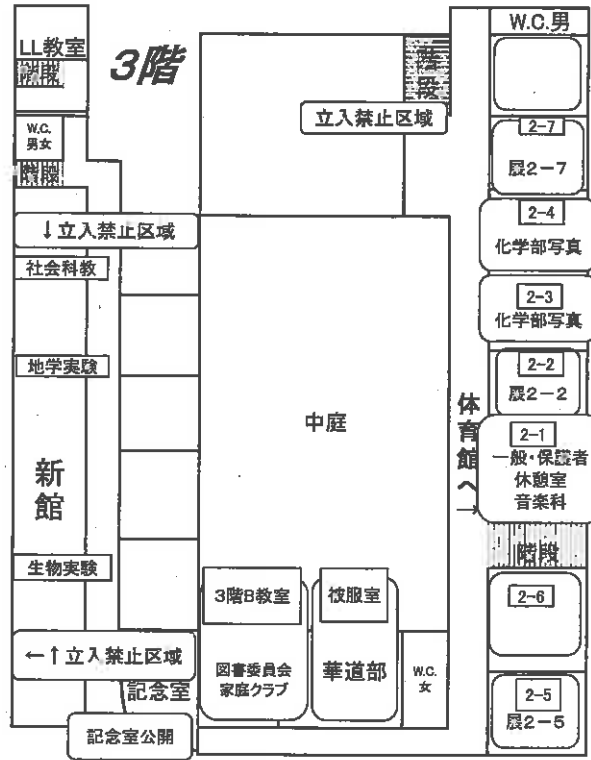 W.C.男
LL教室
階段
3階
階段
立入禁止区域
W.C.
男女
階段
2-7
展2-7
↓立入禁止区域
2-4
化学部写真
社会科教
2-3
化学部写真
地学実験
2-2
展2-2
中庭
体育館へ→
2-1
一般・保護者
休憩室
音楽科
新館
階段
生物実験
3階B教室
被服室
2-6
←↑立入禁止区域
図書委員会
家庭クラブ
華道部
W.C.
女
記念室
2-5
展2-5
記念室公開